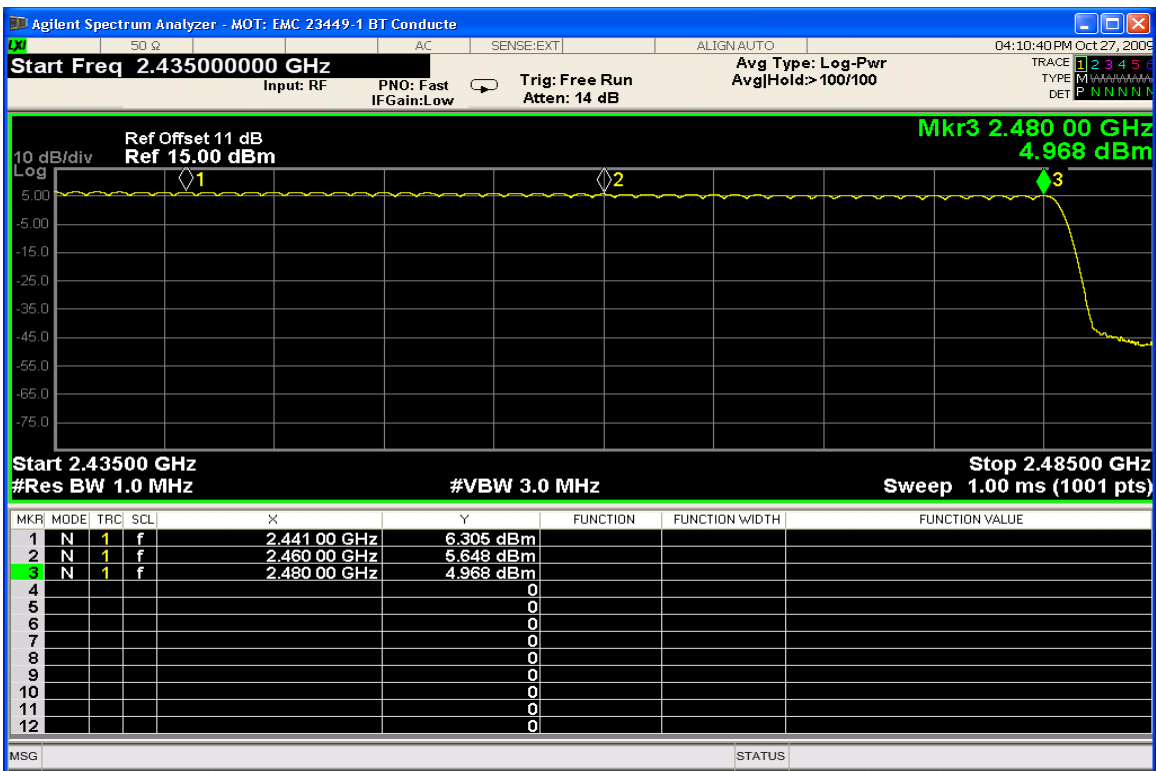 Agilent Spectrum Analyzer - MOT: EMC 23449-1 BT Conducte
LXI 50 Ω AC SENSE:EXT ALIGN AUTO 04:10:40 PM Oct 27, 2009
Start Freq 2.435000000 GHz Avg Type: Log-Pwr TRACE 1 2 3 4 5 6
Input: RF PNO: Fast Trig: Free Run Avg|Hold:>100/100 TYPE M
IFGain:Low Atten: 14 dB DET P N N N N N
Mkr3 2.480 00 GHz
Ref Offset 11 dB
10 dB/div Ref 15.00 dBm 4.968 dBm
Log
1 2 3
5.00
-5.00
-15.0
-25.0
-35.0
-45.0
-55.0
-65.0
-75.0
Start 2.43500 GHz Stop 2.48500 GHz
#Res BW 1.0 MHz #VBW 3.0 MHz Sweep 1.00 ms (1001 pts)
MKR MODE TRC SCL X Y FUNCTION FUNCTION WIDTH FUNCTION VALUE
1 N 1 f 2.441 00 GHz 6.305 dBm
2 N 1 f 2.460 00 GHz 5.648 dBm
3 N 1 f 2.480 00 GHz 4.968 dBm
4 0
5 0
6 0
7 0
8 0
9 0
10 0
11 0
12 0
MSG STATUS